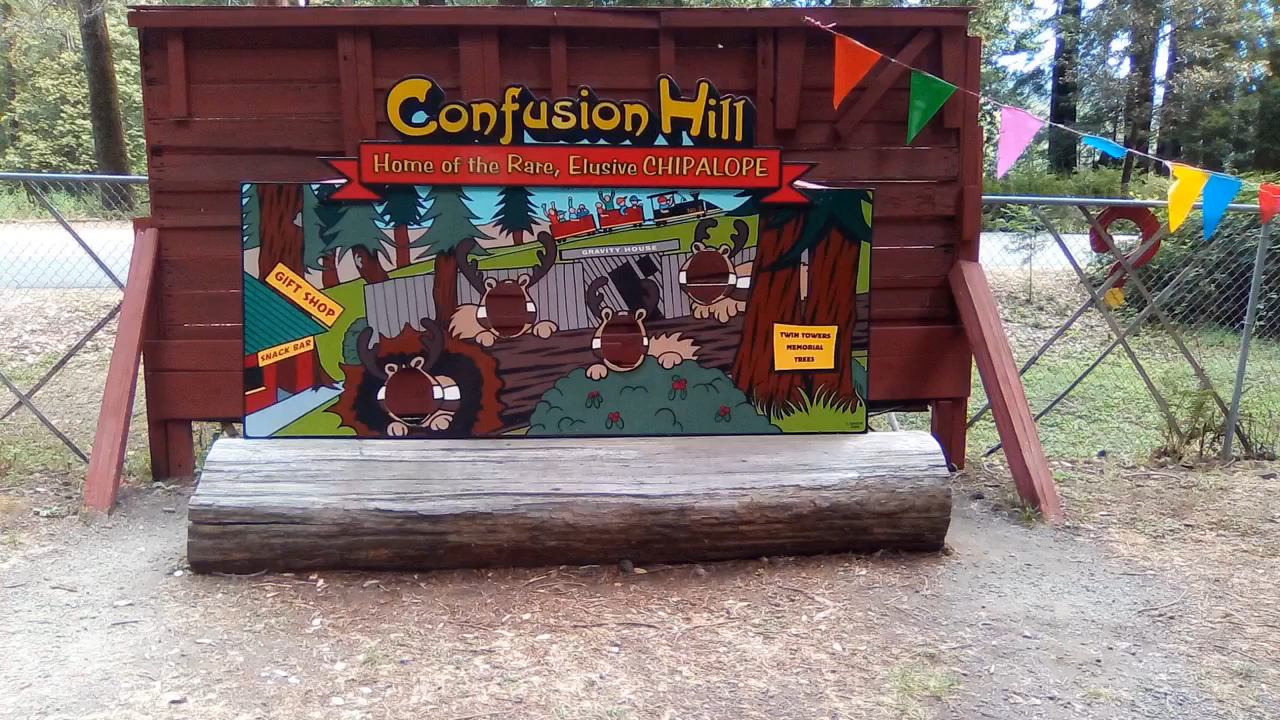 Confusion Hill
Home of the Rare, Elusive CHIPALOPE
GRAVITY HOUSE
GIFT SHOP
SNACK BAR
TWIN TOWERS
MEMORIAL
TREES